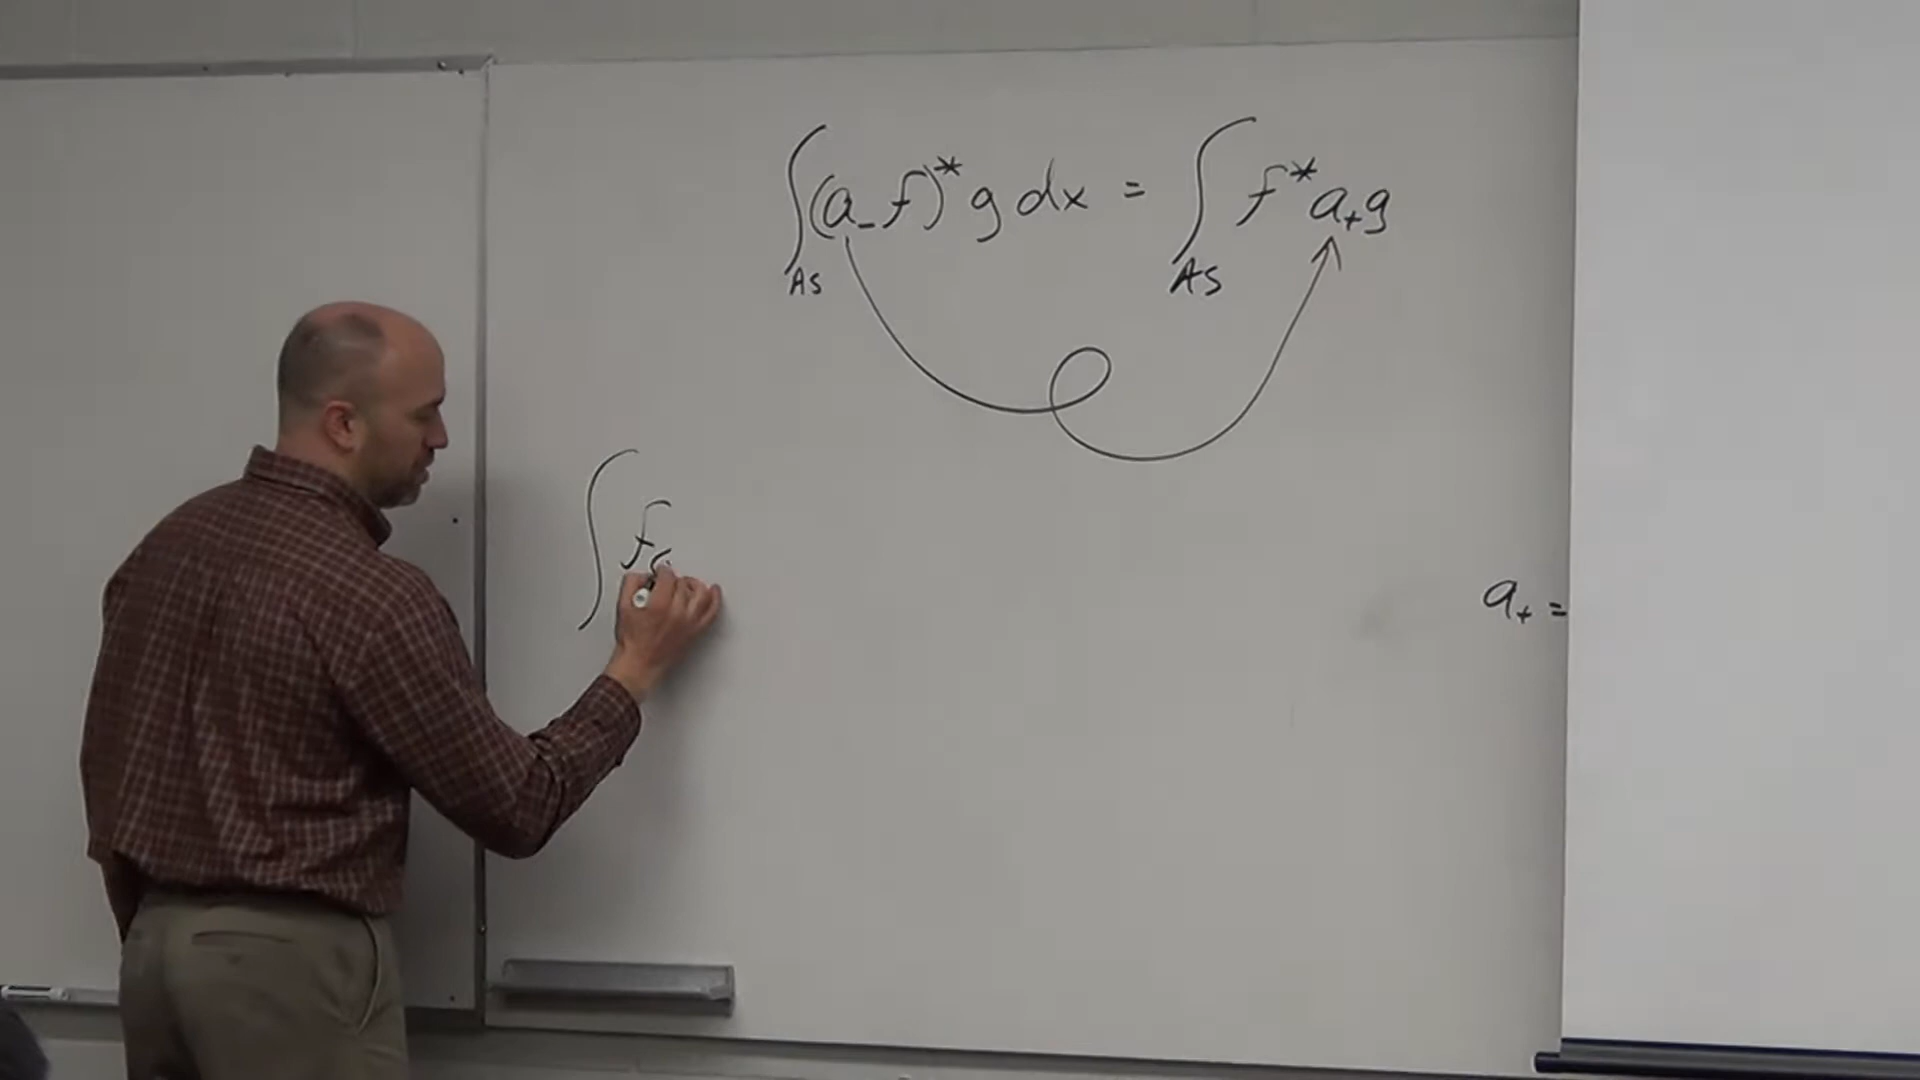 ∫(a₋f)* g dx = ∫ f* a₊g
AS AS
∫ f
a₊ =